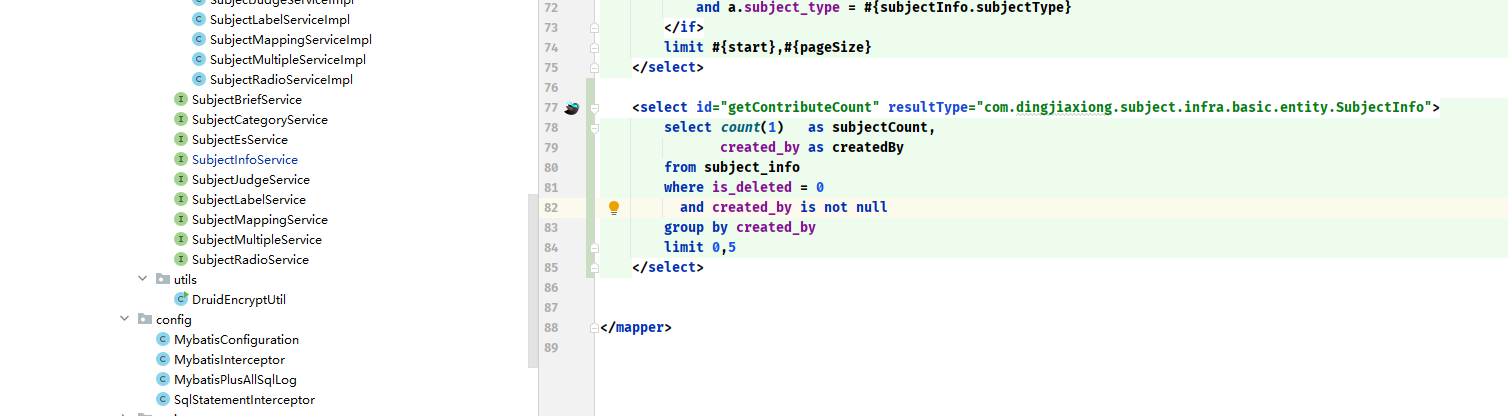 SubjectJudgeServiceImpl
SubjectLabelServiceImpl
SubjectMappingServiceImpl
SubjectMultipleServiceImpl
SubjectRadioServiceImpl
SubjectBriefService
SubjectCategoryService
SubjectEsService
SubjectInfoService
SubjectJudgeService
SubjectLabelService
SubjectMappingService
SubjectMultipleService
SubjectRadioService
utils
DruidEncryptUtil
config
MybatisConfiguration
MybatisInterceptor
MybatisPlusAllSqlLog
SqlStatementInterceptor
72 and a.subject_type = #{subjectInfo.subjectType}
73 </if>
74 limit #{start},#{pageSize}
75 </select>
76
77 <select id="getContributeCount" resultType="com.dingjiaxiong.subject.infra.basic.entity.SubjectInfo">
78 select count(1) as subjectCount,
79 created_by as createdBy
80 from subject_info
81 where is_deleted = 0
82 and created_by is not null
83 group by created_by
84 limit 0,5
85 </select>
86
87
88 </mapper>
89